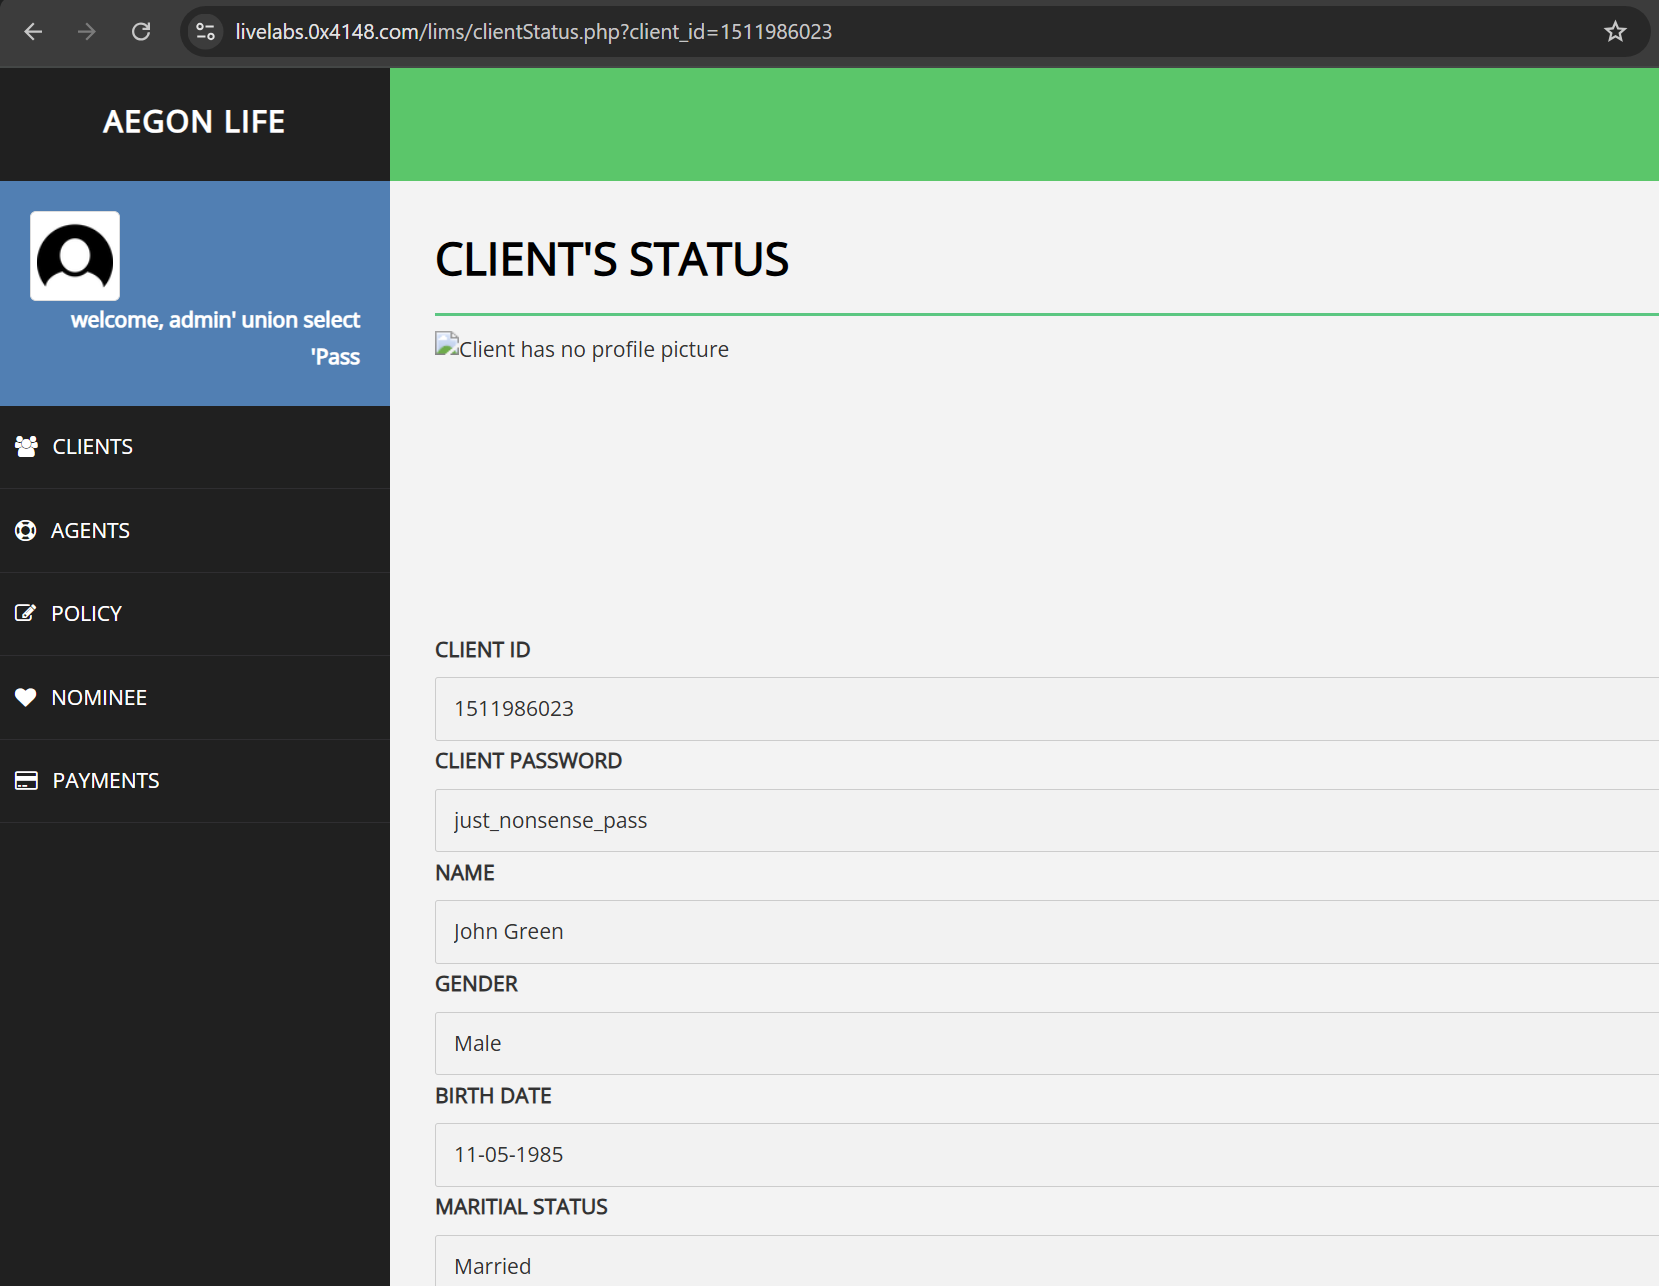 livelabs.0x4148.com/lims/clientStatus.php?client_id=1511986023
AEGON LIFE
welcome, admin' union select
'Pass
CLIENTS
AGENTS
POLICY
NOMINEE
PAYMENTS
CLIENT'S STATUS
Client has no profile picture
CLIENT ID
1511986023
CLIENT PASSWORD
just_nonsense_pass
NAME
John Green
GENDER
Male
BIRTH DATE
11-05-1985
MARITIAL STATUS
Married